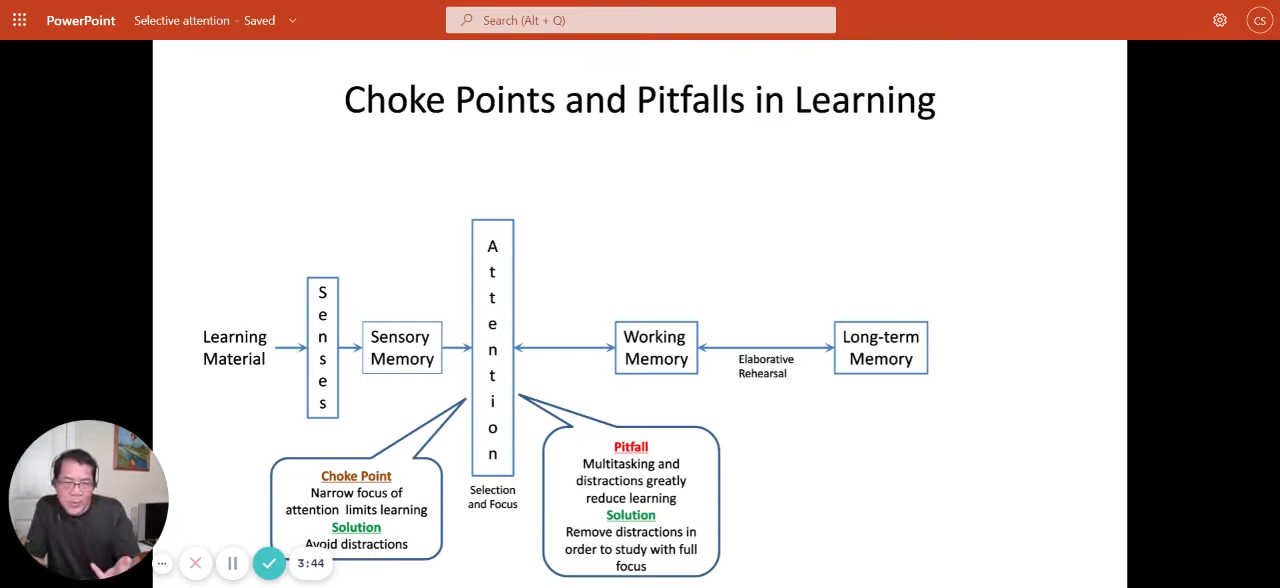 PowerPoint Selective attention - Saved
Search (Alt + Q)
CS
Choke Points and Pitfalls in Learning
Learning
Material
Senses
Sensory
Memory
Attention
Selection
and Focus
Working
Memory
Elaborative
Rehearsal
Long-term
Memory
Choke Point
Narrow focus of
attention limits learning
Solution
Avoid distractions
Pitfall
Multitasking and
distractions greatly
reduce learning
Solution
Remove distractions in
order to study with full
focus
3:44